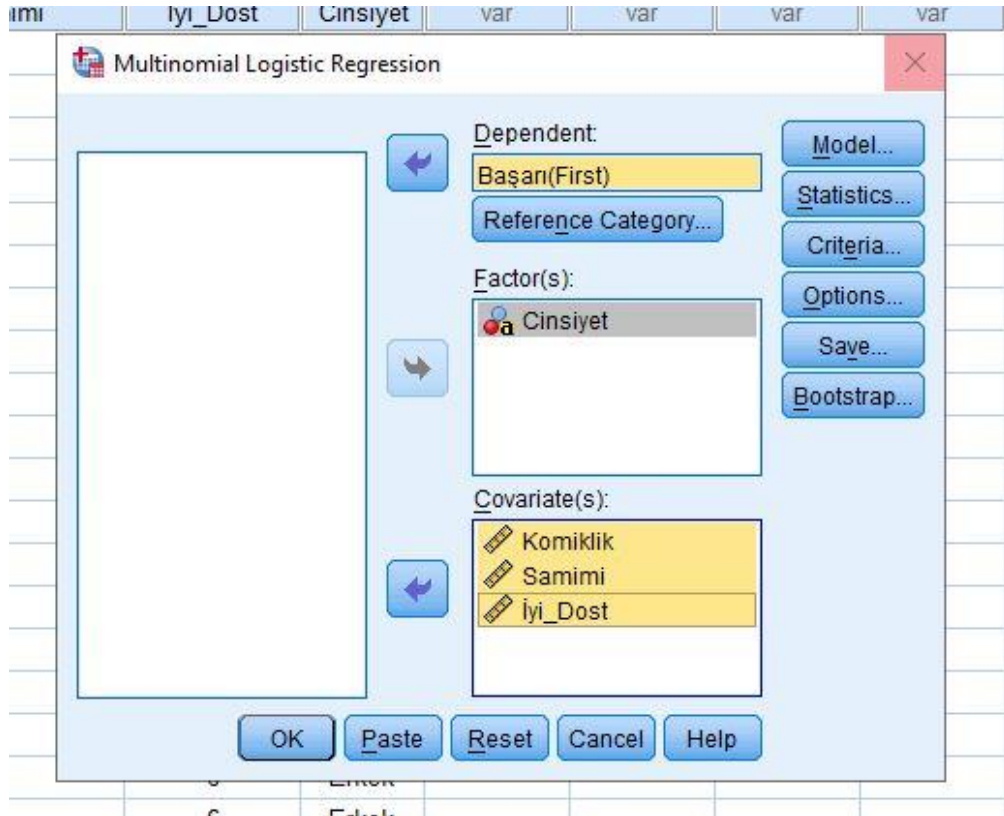 İyi_Dost Cinsiyet var var var var
Multinomial Logistic Regression
Dependent:
Başarı(First)
Reference Category...
Factor(s):
a Cinsiyet
Covariate(s):
Komiklik
Samimi
İyi_Dost
Model...
Statistics...
Criteria...
Options...
Save...
Bootstrap...
OK Paste Reset Cancel Help
Erkek
Erkek